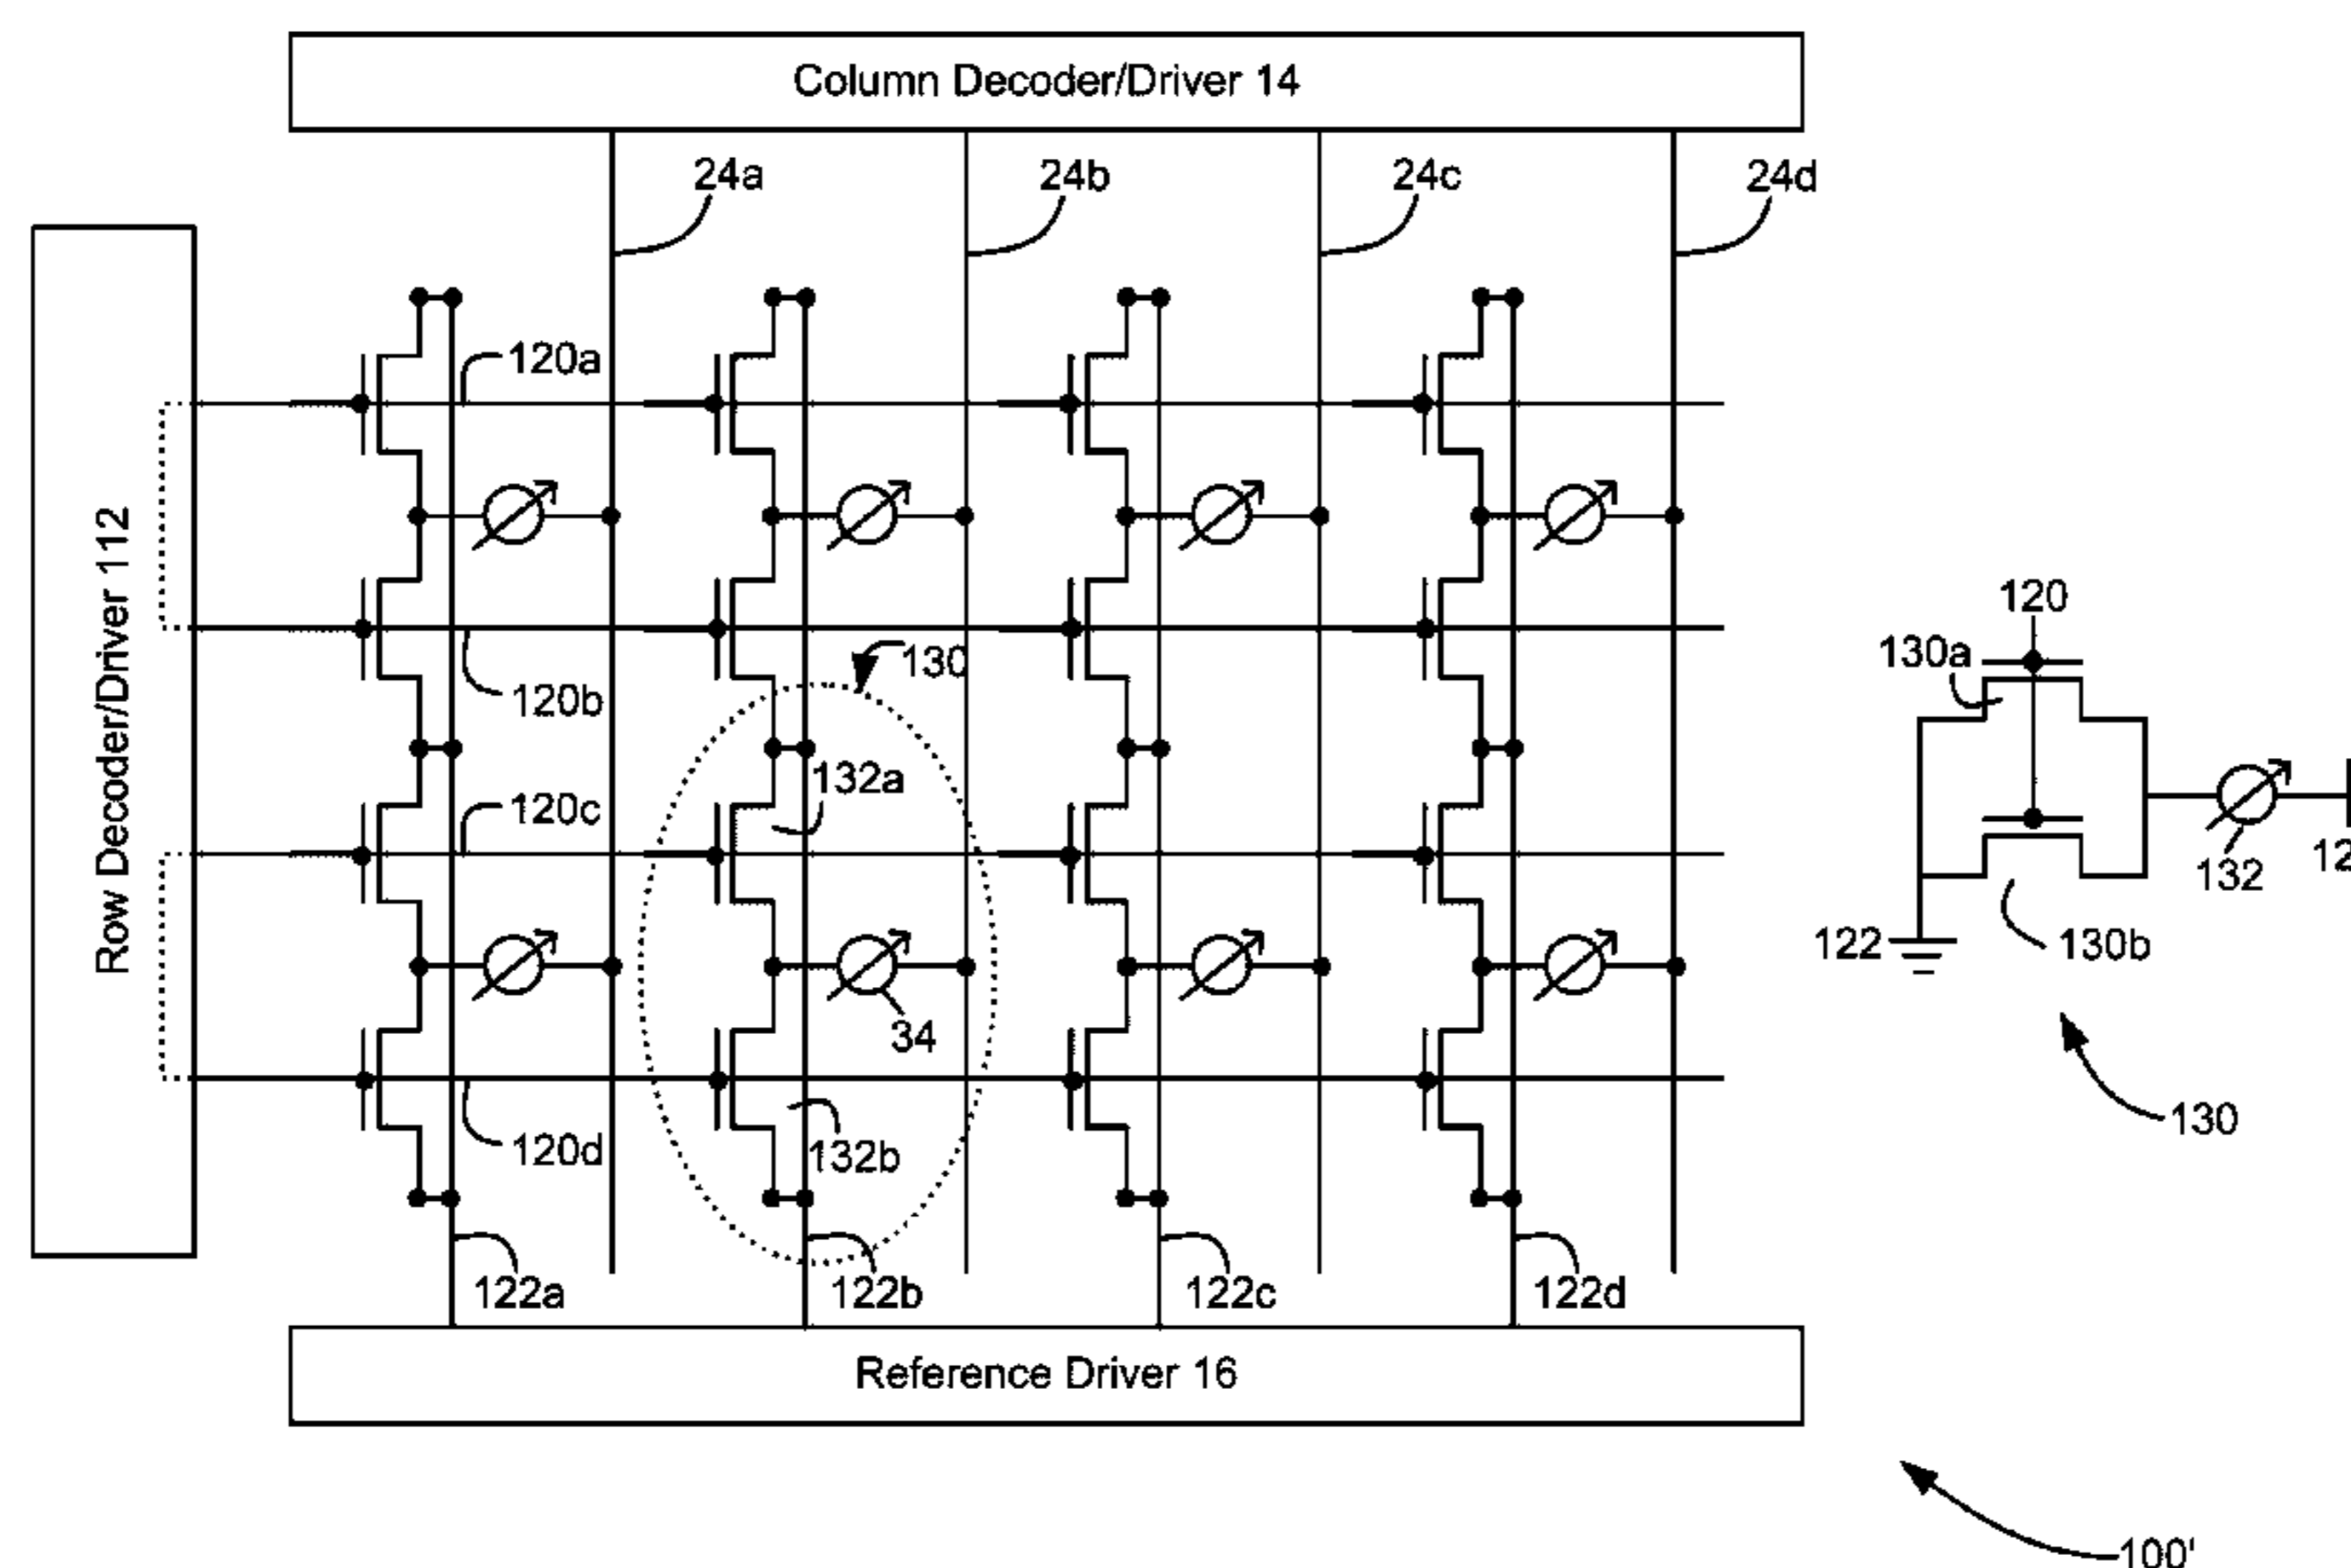 Column Decoder/Driver 14
24a
24b
24c
24d
Row Decoder/Driver 112
120a
120b
130
132a
120c
34
132b
120d
122a
122b
122c
122d
Reference Driver 16
120
130a
132
122
130b
130
100'